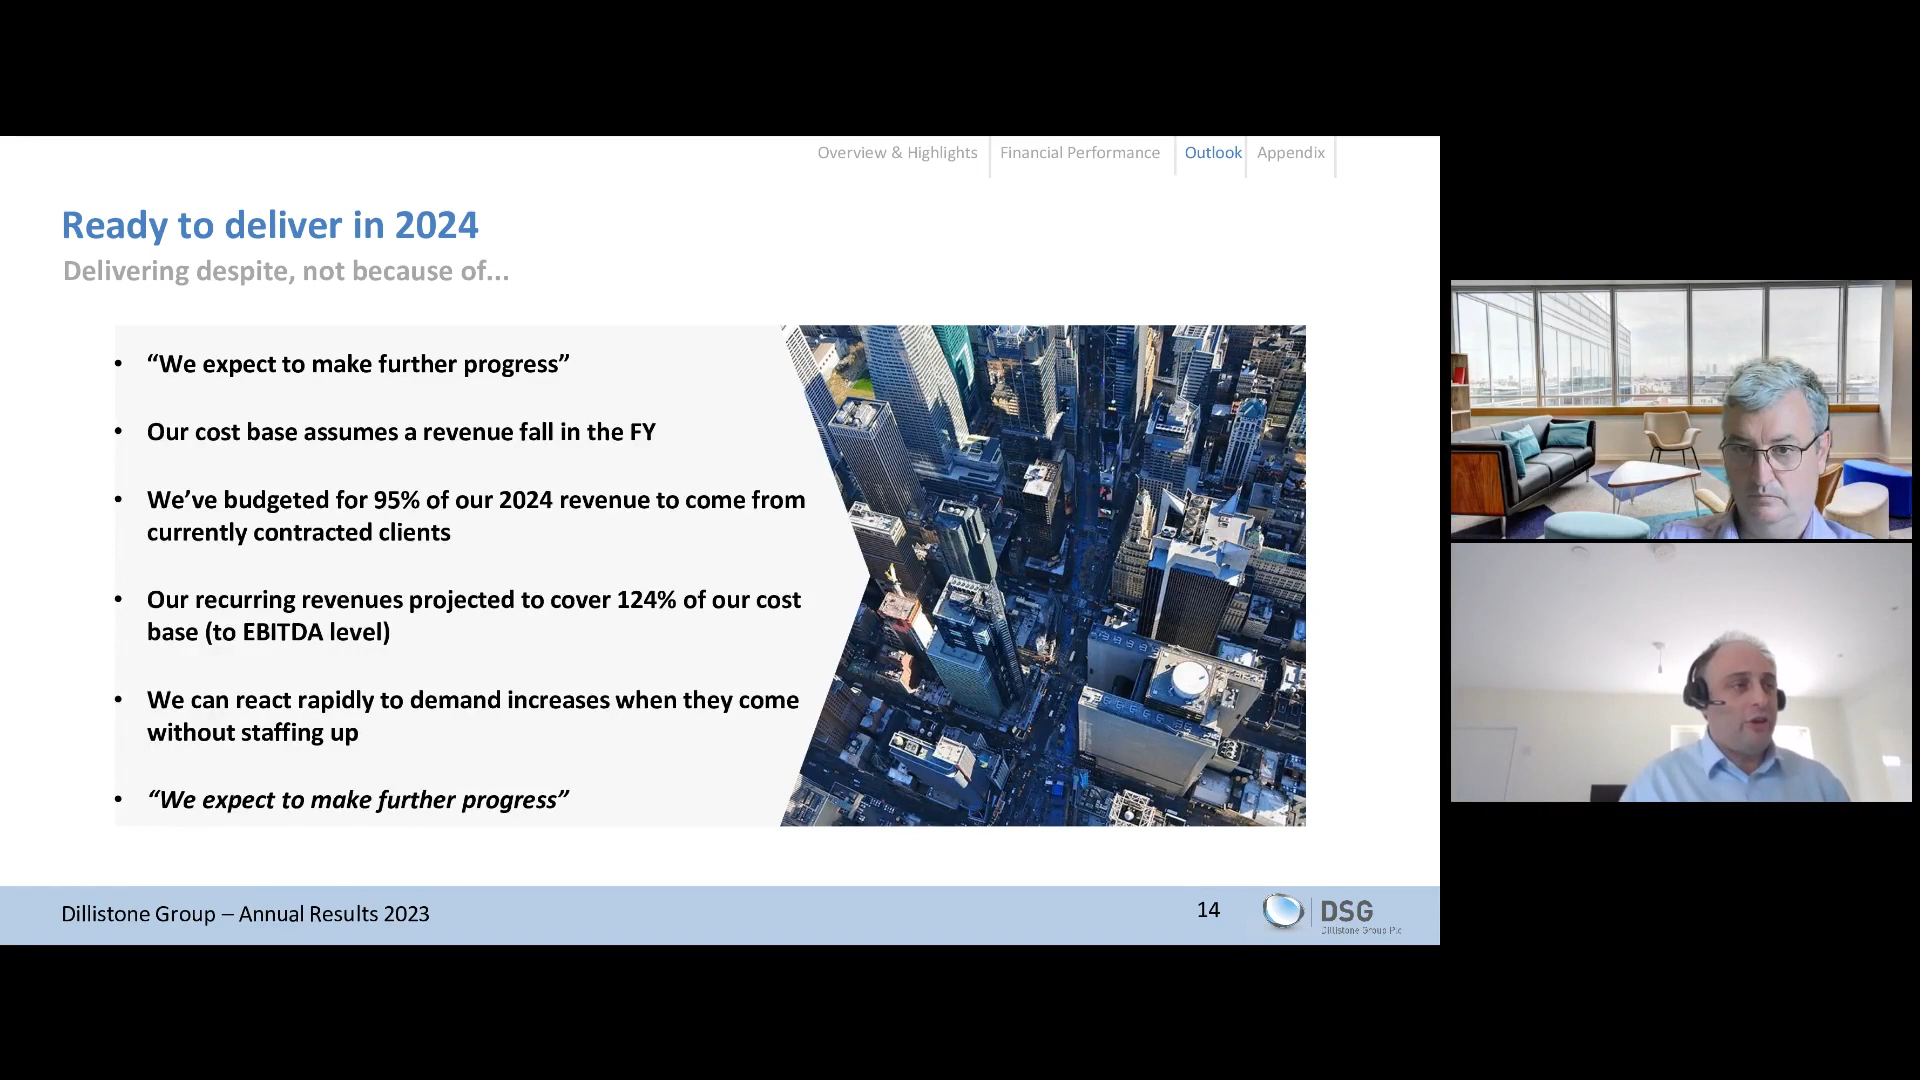 Overview & Highlights
Financial Performance
Outlook
Appendix
Ready to deliver in 2024
Delivering despite, not because of...
• “We expect to make further progress”
• Our cost base assumes a revenue fall in the FY
• We’ve budgeted for 95% of our 2024 revenue to come from
currently contracted clients
• Our recurring revenues projected to cover 124% of our cost
base (to EBITDA level)
• We can react rapidly to demand increases when they come
without staffing up
• “We expect to make further progress”
Dillistone Group – Annual Results 2023
14
DSG
Dillistone Group Plc